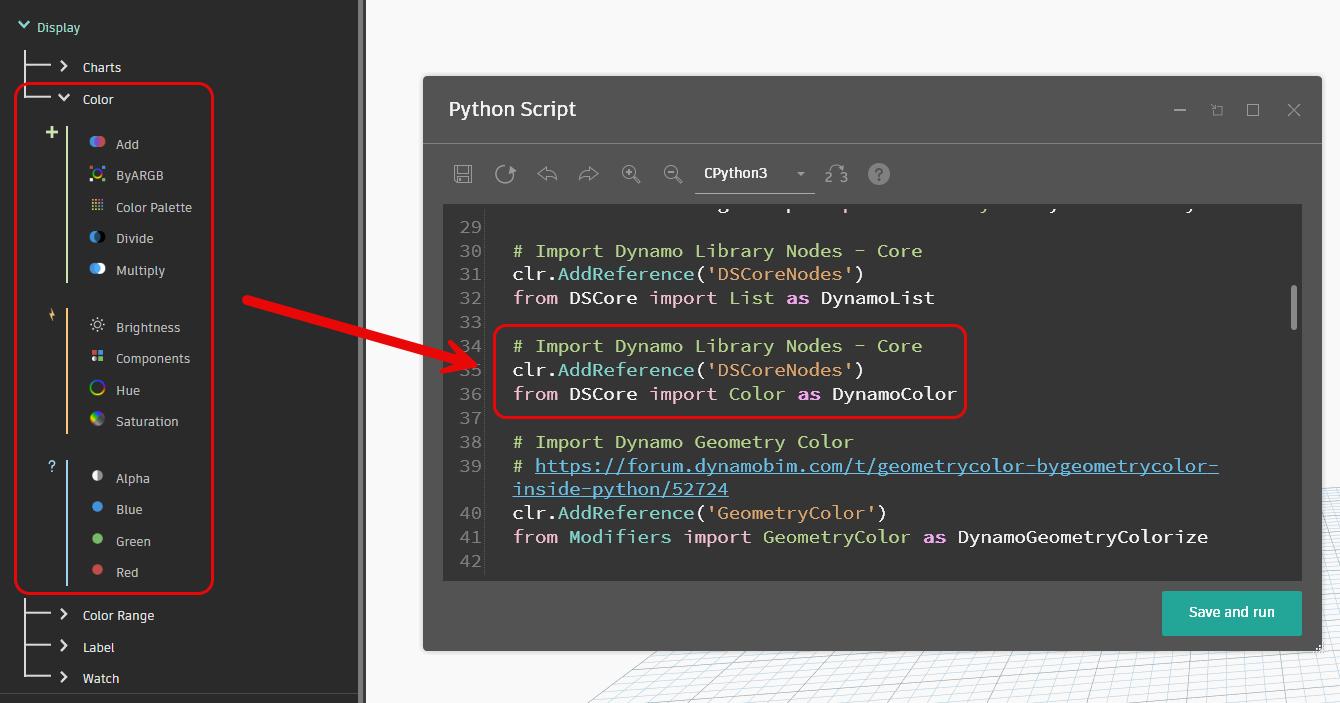 Display
Charts
Color
Add
ByARGB
Color Palette
Divide
Multiply
Brightness
Components
Hue
Saturation
?
Alpha
Blue
Green
Red
Color Range
Label
Watch
Python Script
CPython3
2 3
?
29
30 # Import Dynamo Library Nodes - Core
31 clr.AddReference('DSCoreNodes')
32 from DSCore import List as DynamoList
33
34 # Import Dynamo Library Nodes - Core
35 clr.AddReference('DSCoreNodes')
36 from DSCore import Color as DynamoColor
37
38 # Import Dynamo Geometry Color
39 # https://forum.dynamobim.com/t/geometrycolor-bygeometrycolor-
inside-python/52724
40 clr.AddReference('GeometryColor')
41 from Modifiers import GeometryColor as DynamoGeometryColorize
42
Save and run